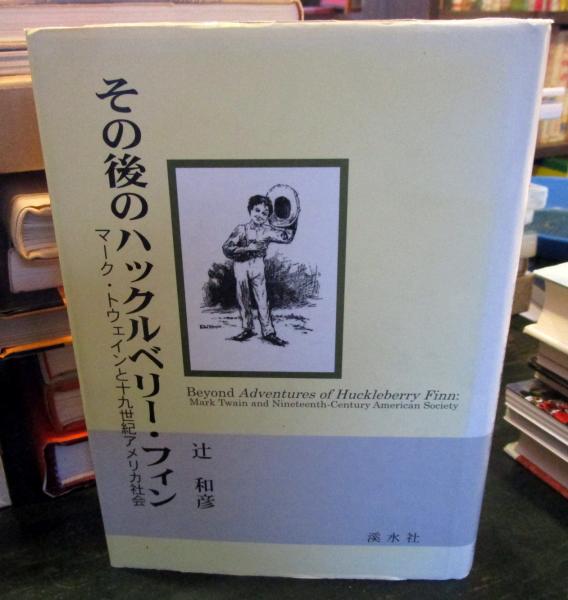 その後のハックルベリー・フィン
マーク・トウェインと十九世紀アメリカ社会
Beyond Adventures of Huckleberry Finn:
Mark Twain and Nineteenth-Century American Society
辻 和彦
溪水社